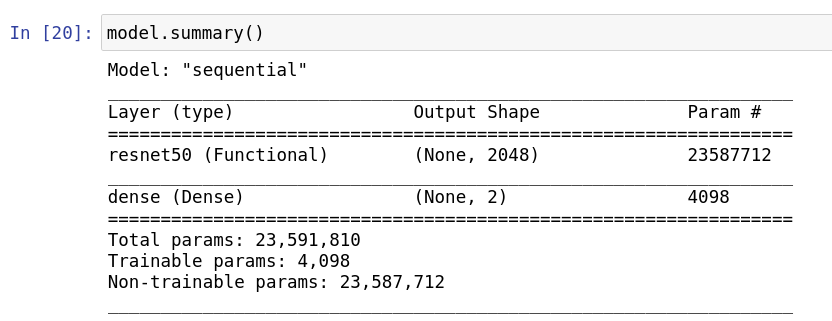 In [20]: model.summary()
Model: "sequential"
_________________________________________________________________
Layer (type)                 Output Shape              Param #
=================================================================
resnet50 (Functional)        (None, 2048)              23587712
_________________________________________________________________
dense (Dense)                (None, 2)                 4098
=================================================================
Total params: 23,591,810
Trainable params: 4,098
Non-trainable params: 23,587,712
_________________________________________________________________